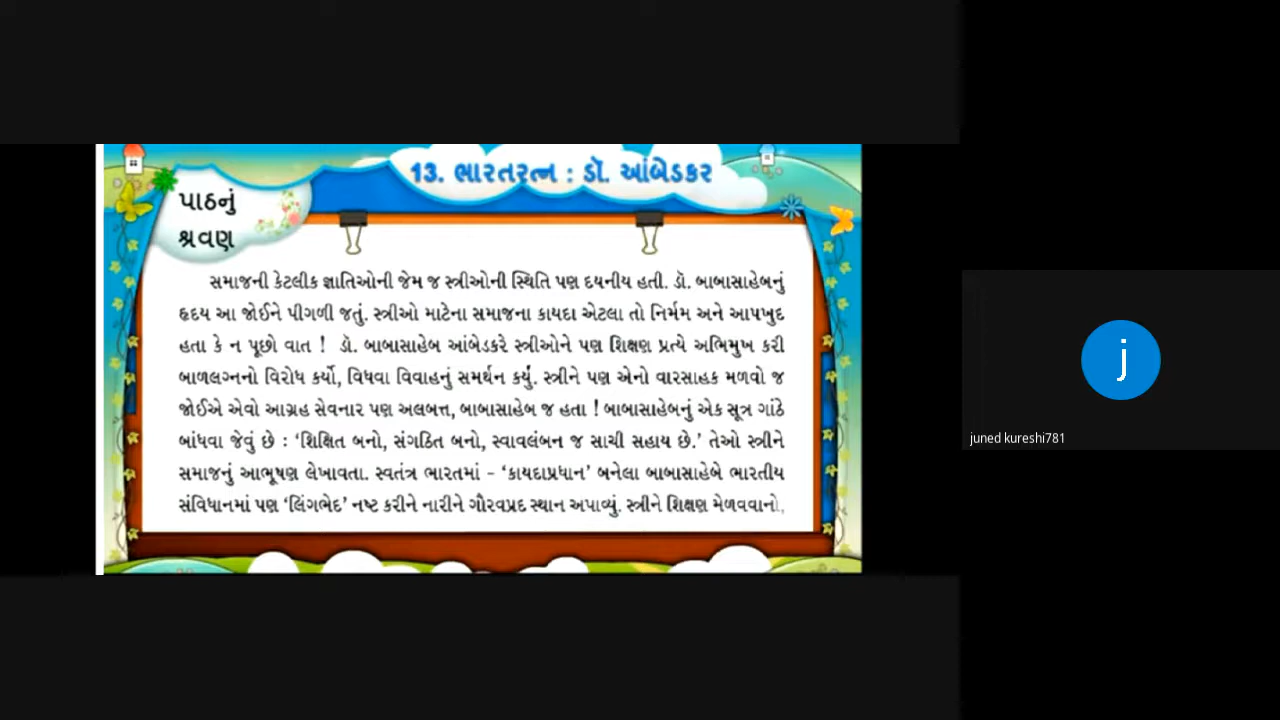 13. ભારતરત્ન : ડૉ. આંબેડકર
પાઠનું
શ્રવણ
સમાજની કેટલીક જ્ઞાતિઓની જેમ જ સ્ત્રીઓની સ્થિતિ પણ દયનીય હતી. ડૉ. બાબાસાહેબનું
હૃદય આ જોઈને પીગળી જતું. સ્ત્રીઓ માટેના સમાજના કાયદા એટલા તો નિર્મમ અને આપખુદ
હતા કે ન પૂછો વાત ! ડૉ. બાબાસાહેબ આંબેડકરે સ્ત્રીઓને પણ શિક્ષણ પ્રત્યે અભિમુખ કરી
બાળલગ્નનો વિરોધ કર્યો, વિધવા વિવાહનું સમર્થન કર્યું. સ્ત્રીને પણ એનો વારસાહક મળવો જ
જોઈએ એવો આગ્રહ સેવનાર પણ અલબત્ત, બાબાસાહેબ જ હતા ! બાબાસાહેબનું એક સૂત્ર ગાંઠે
બાંધવા જેવું છે : ‘શિક્ષિત બનો, સંગઠિત બનો, સ્વાવલંબન જ સાચી સહાય છે.’ તેઓ સ્ત્રીને
સમાજનું આભૂષણ લેખાવતા. સ્વતંત્ર ભારતમાં – ‘કાયદાપ્રધાન’ બનેલા બાબાસાહેબે ભારતીય
સંવિધાનમાં પણ ‘લિંગભેદ’ નષ્ટ કરીને નારીને ગૌરવપ્રદ સ્થાન અપાવ્યું. સ્ત્રીને શિક્ષણ મેળવવાનો,
j
juned kureshi781